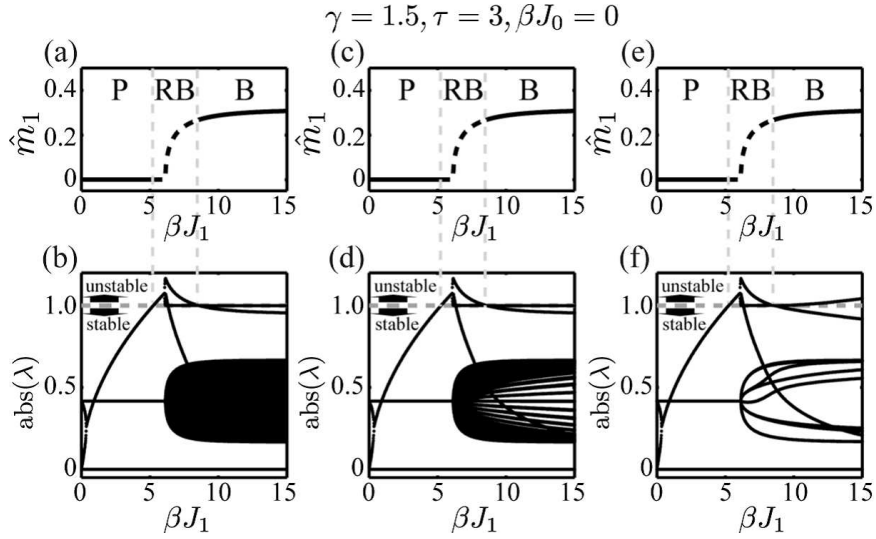 γ = 1.5, τ = 3, βJ₀ = 0
(a) (c) (e)
P RB B P RB B P RB B
0.4 0.4 0.4
m̂₁ m̂₁ m̂₁
0.2 0.2 0.2
0 0 0
0 5 10 15 0 5 10 15 0 5 10 15
βJ₁ βJ₁ βJ₁
(b) (d) (f)
unstable unstable unstable
1.0 1.0 1.0
stable stable stable
abs(λ) abs(λ) abs(λ)
0.5 0.5 0.5
0 0 0
0 5 10 15 0 5 10 15 0 5 10 15
βJ₁ βJ₁ βJ₁